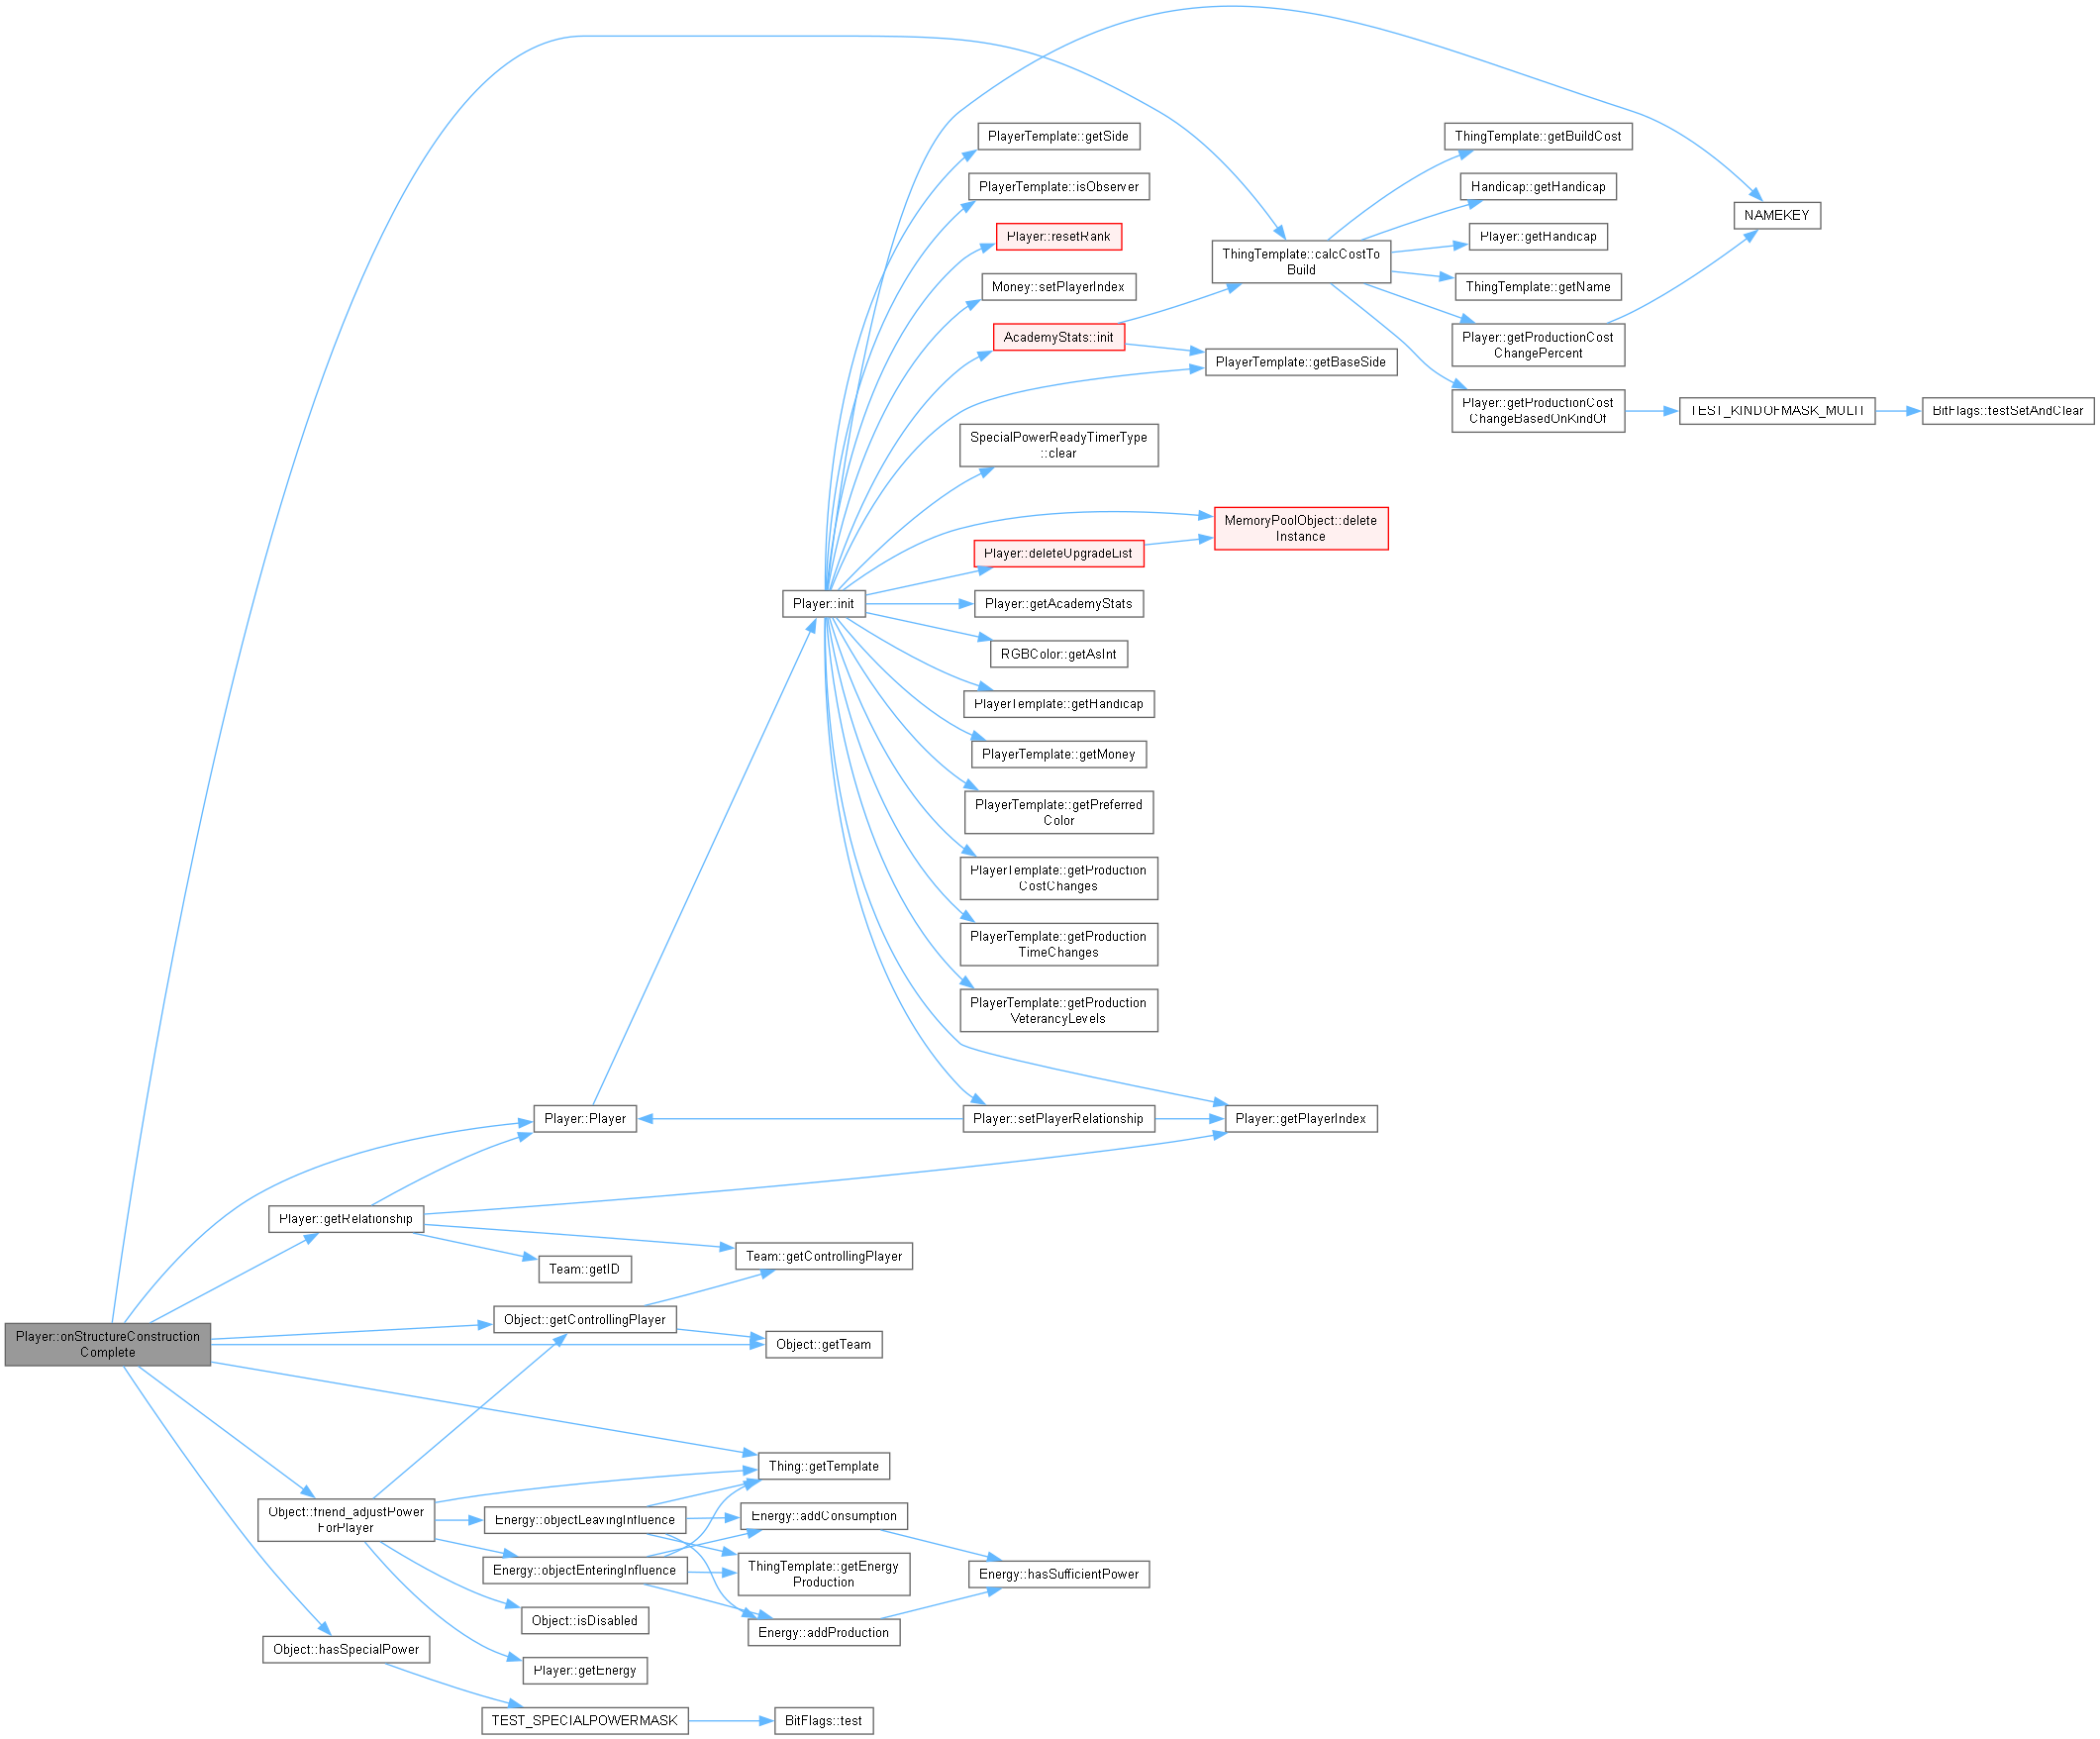 PlayerTemplate::getSide
ThingTemplate::getBuildCost
PlayerTemplate::isObserver
Handicap::getHandicap
NAMEKEY
Player::resetRank
Player::getHandicap
ThingTemplate::calcCostTo
Build
Money::setPlayerIndex
ThingTemplate::getName
AcademyStats::init
Player::getProductionCost
ChangePercent
PlayerTemplate::getBaseSide
Player::getProductionCost
ChangeBasedOnKindOf
TEST_KINDOFMASK_MULTI
BitFlags::testSetAndClear
SpecialPowerReadyTimerType
::clear
MemoryPoolObject::delete
Instance
Player::deleteUpgradeList
Player::init
Player::getAcademyStats
RGBColor::getAsInt
PlayerTemplate::getHandicap
PlayerTemplate::getMoney
PlayerTemplate::getPreferred
Color
PlayerTemplate::getProduction
CostChanges
PlayerTemplate::getProduction
TimeChanges
PlayerTemplate::getProduction
VeterancyLevels
Player::Player
Player::setPlayerRelationship
Player::getPlayerIndex
Player::getRelationship
Team::getControllingPlayer
Team::getID
Object::getControllingPlayer
Player::onStructureConstruction
Complete
Object::getTeam
Thing::getTemplate
Object::friend_adjustPower
ForPlayer
Energy::objectLeavingInfluence
Energy::addConsumption
Energy::objectEnteringInfluence
ThingTemplate::getEnergy
Production
Energy::hasSufficientPower
Object::isDisabled
Energy::addProduction
Object::hasSpecialPower
Player::getEnergy
TEST_SPECIALPOWERMASK
BitFlags::test